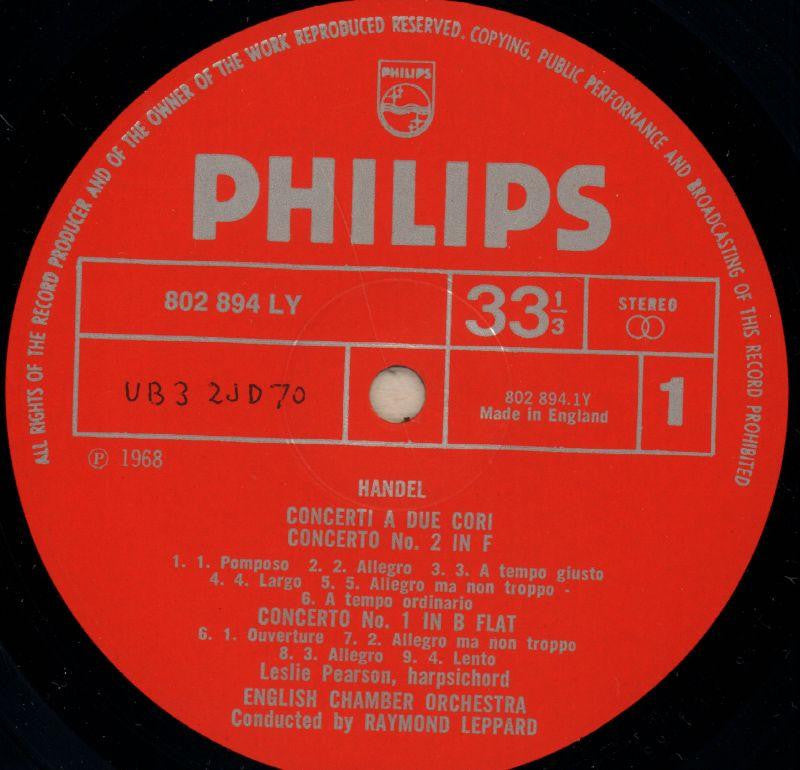 ALL RIGHTS OF THE RECORD PRODUCER AND OF THE OWNER OF THE WORK REPRODUCED RESERVED. COPYING, PUBLIC PERFORMANCE AND BROADCASTING OF THIS RECORD PROHIBITED
PHILIPS
PHILIPS
802 894 LY
33 1/3
STEREO
UB3 2JD70
802 894.1Y
Made in England
1
Ⓟ 1968
HANDEL
CONCERTI A DUE CORI
CONCERTO No. 2 IN F
1. 1. Pomposo 2. 2. Allegro 3. 3. A tempo giusto
4. 4. Largo 5. 5. Allegro ma non troppo -
6. A tempo ordinario
CONCERTO No. 1 IN B FLAT
6. 1. Ouverture 7. 2. Allegro ma non troppo
8. 3. Allegro 9. 4. Lento
Leslie Pearson, harpsichord
ENGLISH CHAMBER ORCHESTRA
Conducted by RAYMOND LEPPARD